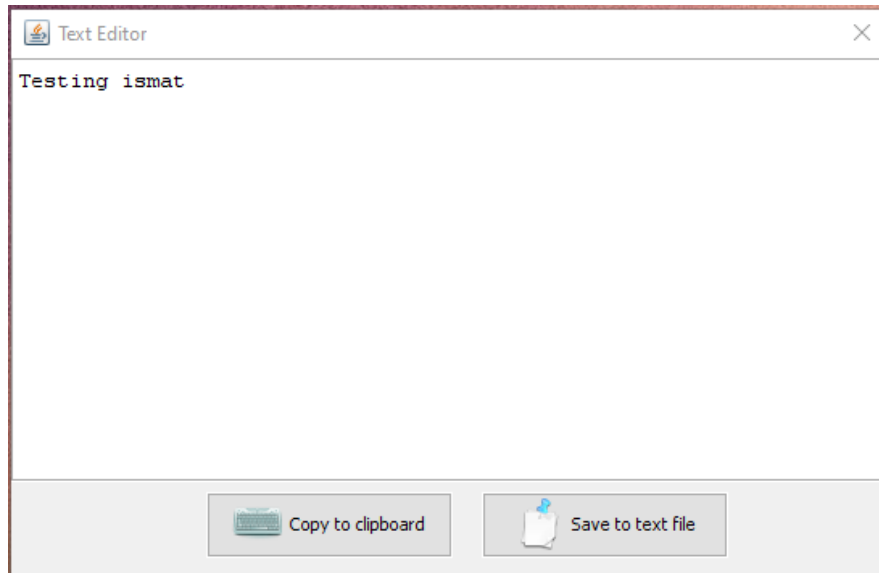 Text Editor
Testing ismat
Copy to clipboard
Save to text file